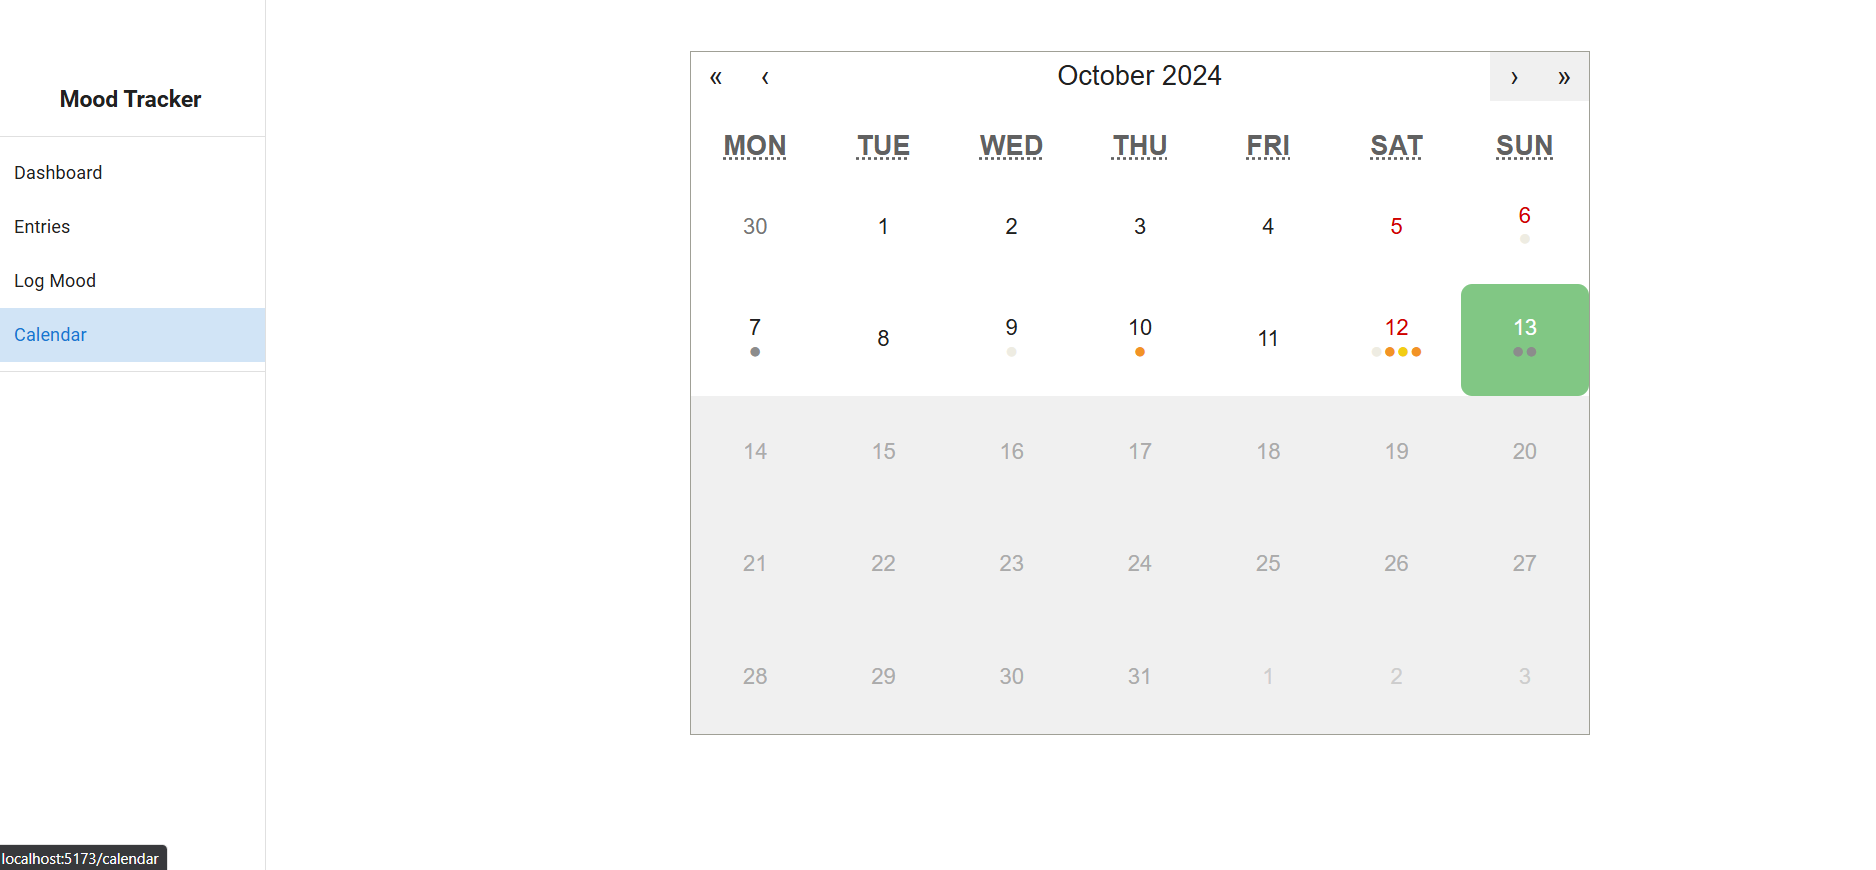 Mood Tracker
Dashboard
Entries
Log Mood
Calendar
« ‹ October 2024 › »
MON TUE WED THU FRI SAT SUN
30 1 2 3 4 5 6
7 8 9 10 11 12 13
14 15 16 17 18 19 20
21 22 23 24 25 26 27
28 29 30 31 1 2 3
localhost:5173/calendar